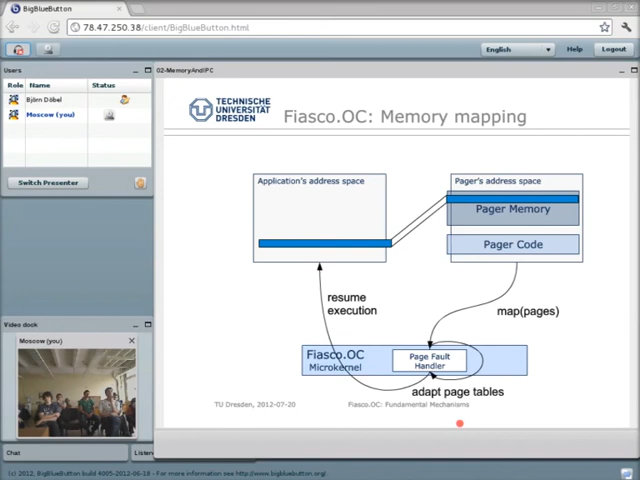 BigBlueButton
78.47.250.38/client/BigBlueButton.html
English
Help
Logout
Users
Role Name Status
Björn Döbel
Moscow (you)
Switch Presenter
Video dock
Moscow (you)
Chat
Listen
02-MemoryAndIPC
TECHNISCHE
UNIVERSITÄT
DRESDEN
Fiasco.OC: Memory mapping
Application's address space
Pager's address space
Pager Memory
Pager Code
resume
execution
map(pages)
Fiasco.OC
Microkernel
Page Fault
Handler
adapt page tables
TU Dresden, 2012-07-20
Fiasco.OC: Fundamental Mechanisms
(c) 2012, BigBlueButton build 4005-2012-06-18 - For more information see http://www.bigbluebutton.org/.